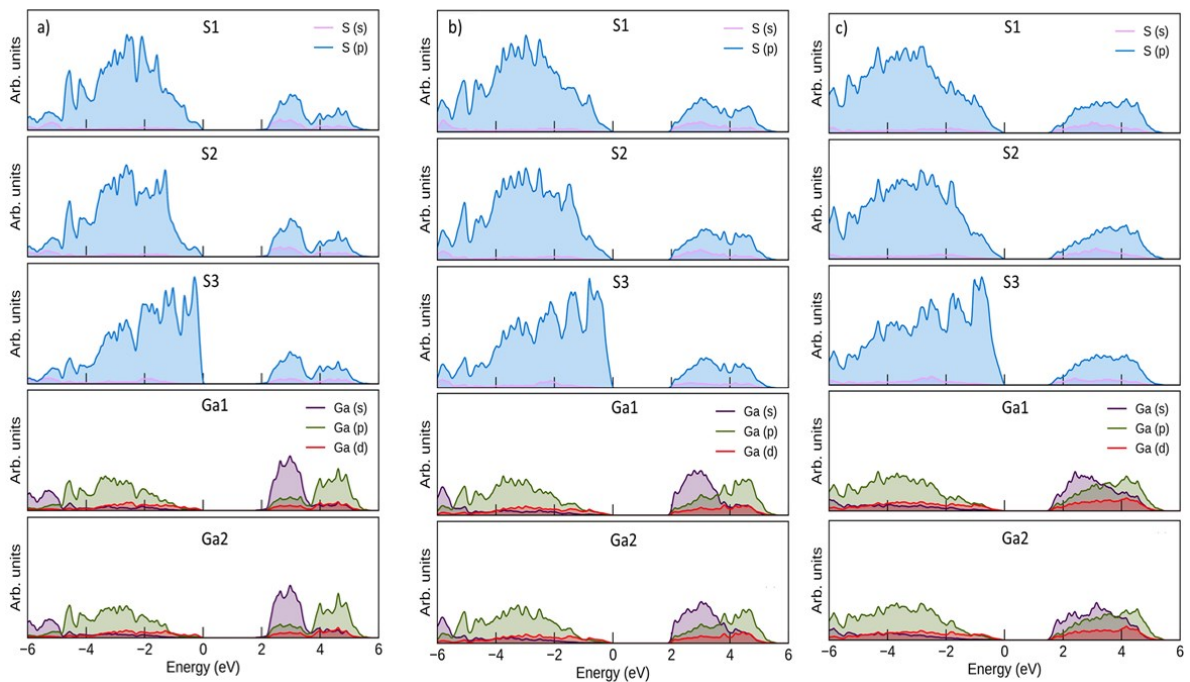 a)
S1
S (s)
S (p)
Arb. units
S2
Arb. units
S3
Arb. units
Ga1
Ga (s)
Ga (p)
Ga (d)
Arb. units
Ga2
Arb. units
−6 −4 −2 0 2 4 6
Energy (eV)
b)
S1
S (s)
S (p)
Arb. units
S2
Arb. units
S3
Arb. units
Ga1
Ga (s)
Ga (p)
Ga (d)
Arb. units
Ga2
Arb. units
−6 −4 −2 0 2 4 6
Energy (eV)
c)
S1
S (s)
S (p)
Arb. units
S2
Arb. units
S3
Arb. units
Ga1
Ga (s)
Ga (p)
Ga (d)
Arb. units
Ga2
Arb. units
−6 −4 −2 0 2 4 6
Energy (eV)